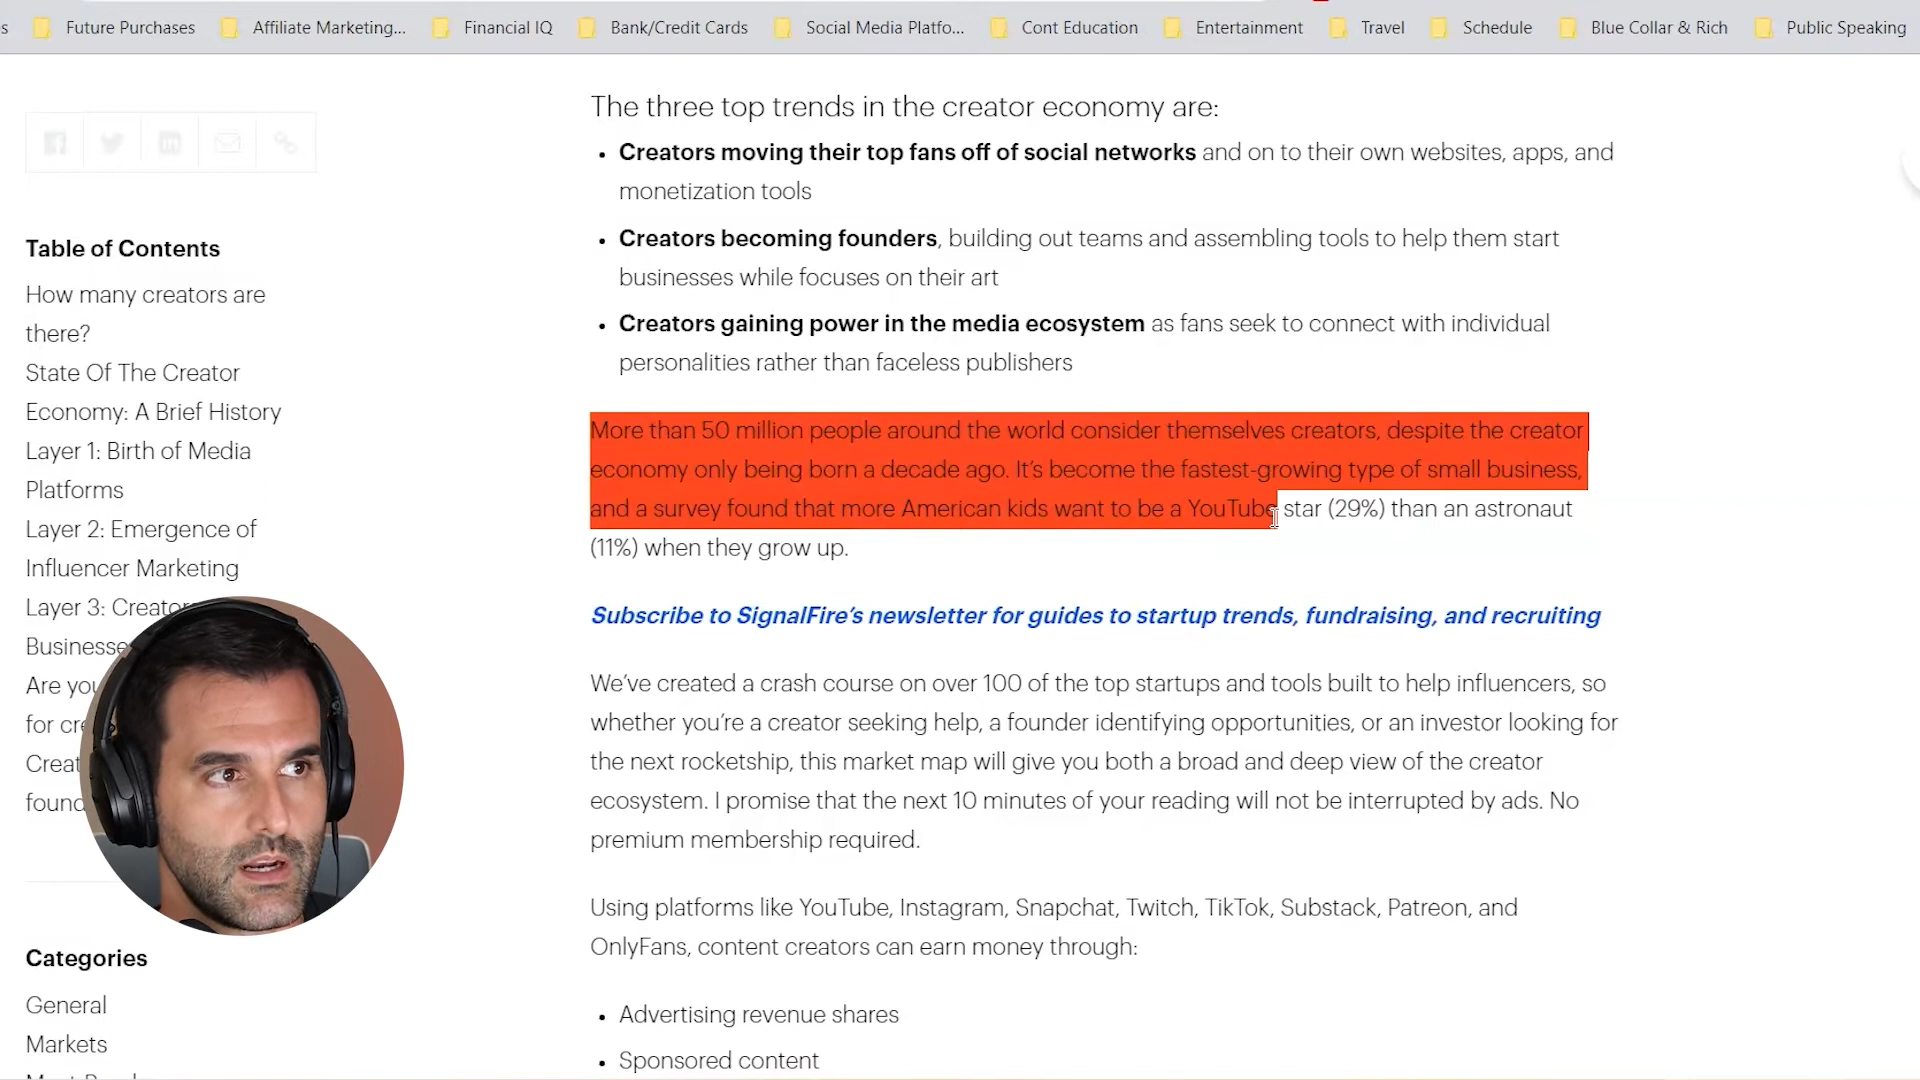 s
Future Purchases
Affiliate Marketing...
Financial IQ
Bank/Credit Cards
Social Media Platfo...
Cont Education
Entertainment
Travel
Schedule
Blue Collar & Rich
Public Speaking
Table of Contents
How many creators are
there?
State Of The Creator
Economy: A Brief History
Layer 1: Birth of Media
Platforms
Layer 2: Emergence of
Influencer Marketing
Layer 3: Creators
Businesse
Are you
for cre
Creat
found
Categories
General
Markets
The three top trends in the creator economy are:
• Creators moving their top fans off of social networks and on to their own websites, apps, and
monetization tools
• Creators becoming founders, building out teams and assembling tools to help them start
businesses while focuses on their art
• Creators gaining power in the media ecosystem as fans seek to connect with individual
personalities rather than faceless publishers
More than 50 million people around the world consider themselves creators, despite the creator
economy only being born a decade ago. It’s become the fastest-growing type of small business,
and a survey found that more American kids want to be a YouTube star (29%) than an astronaut
(11%) when they grow up.
Subscribe to SignalFire’s newsletter for guides to startup trends, fundraising, and recruiting
We’ve created a crash course on over 100 of the top startups and tools built to help influencers, so
whether you’re a creator seeking help, a founder identifying opportunities, or an investor looking for
the next rocketship, this market map will give you both a broad and deep view of the creator
ecosystem. I promise that the next 10 minutes of your reading will not be interrupted by ads. No
premium membership required.
Using platforms like YouTube, Instagram, Snapchat, Twitch, TikTok, Substack, Patreon, and
OnlyFans, content creators can earn money through:
• Advertising revenue shares
• Sponsored content